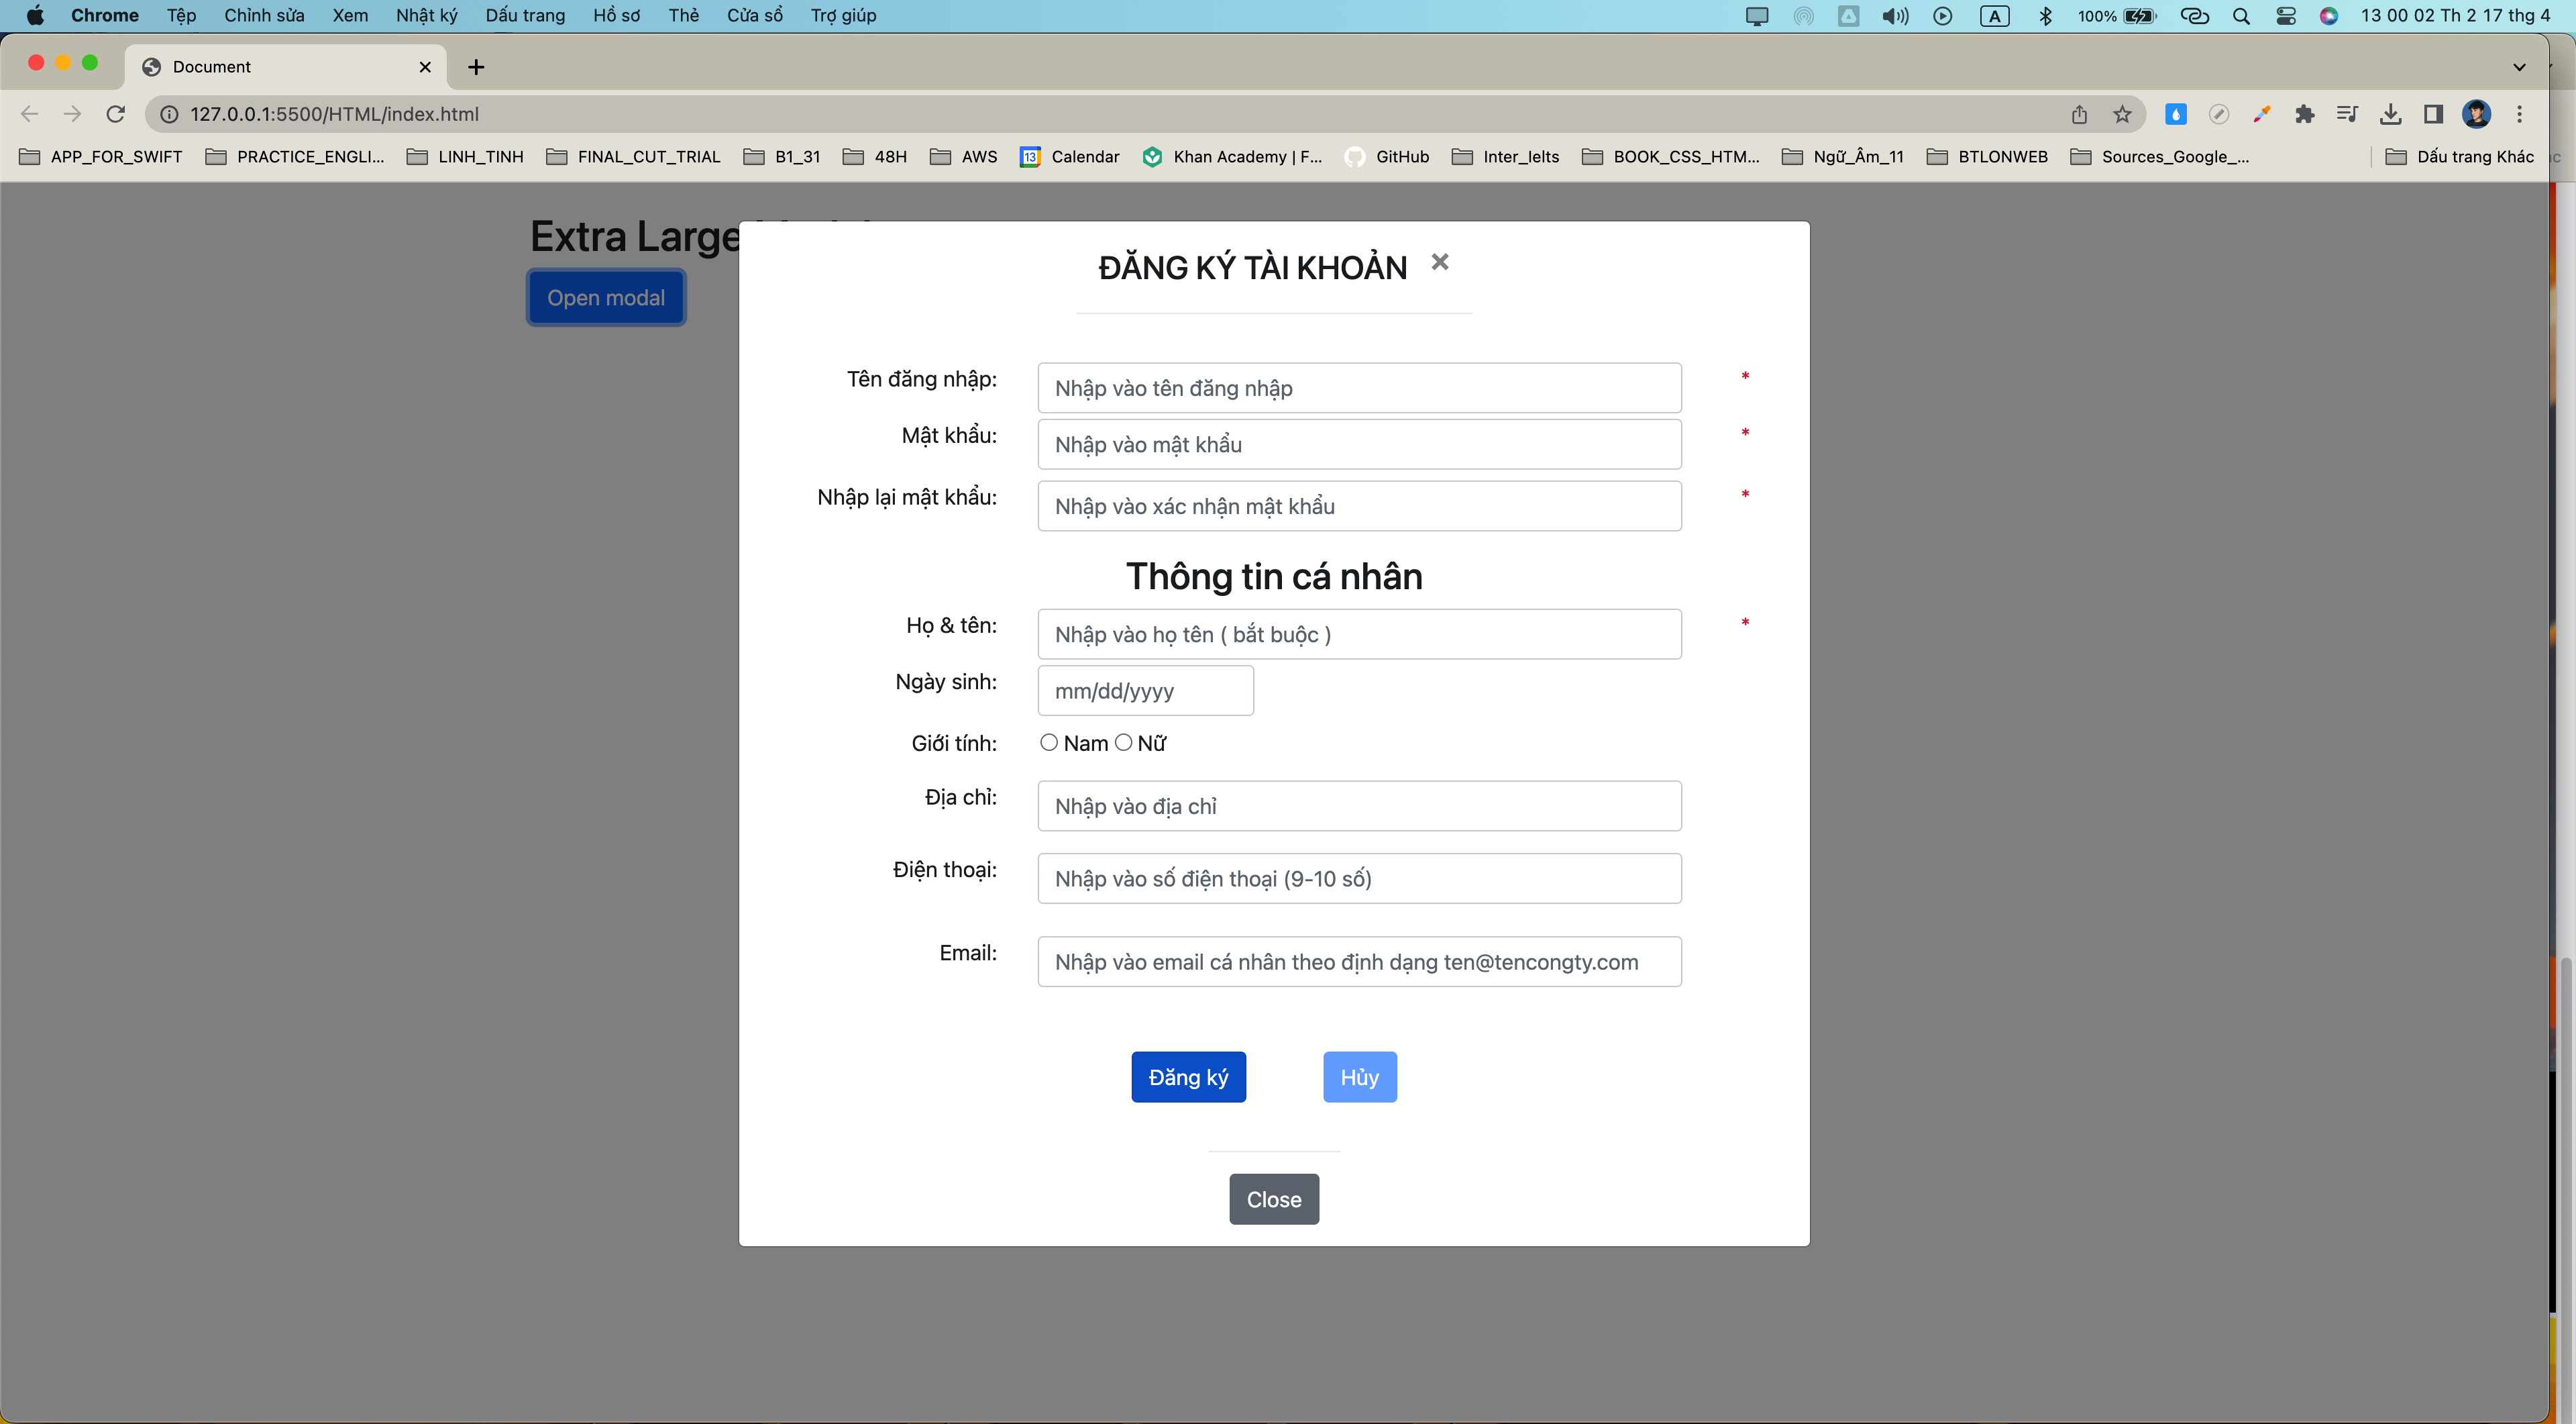 Chrome Tệp Chỉnh sửa Xem Nhật ký Dấu trang Hồ sơ Thẻ Cửa sổ Trợ giúp A 100% 13 00 02 Th 2 17 thg 4
Document
127.0.0.1:5500/HTML/index.html
APP_FOR_SWIFT PRACTICE_ENGLI... LINH_TINH FINAL_CUT_TRIAL B1_31 48H AWS 13 Calendar Khan Academy | F... GitHub Inter_Ielts BOOK_CSS_HTM... Ngữ_Âm_11 BTLONWEB Sources_Google_... Dấu trang Khác
Extra Large
Open modal
ĐĂNG KÝ TÀI KHOẢN ×
Tên đăng nhập: Nhập vào tên đăng nhập *
Mật khẩu: Nhập vào mật khẩu *
Nhập lại mật khẩu: Nhập vào xác nhận mật khẩu *
Thông tin cá nhân
Họ & tên: Nhập vào họ tên ( bắt buộc ) *
Ngày sinh: mm/dd/yyyy
Giới tính: Nam Nữ
Địa chỉ: Nhập vào địa chỉ
Điện thoại: Nhập vào số điện thoại (9-10 số)
Email: Nhập vào email cá nhân theo định dạng ten@tencongty.com
Đăng ký Hủy
Close